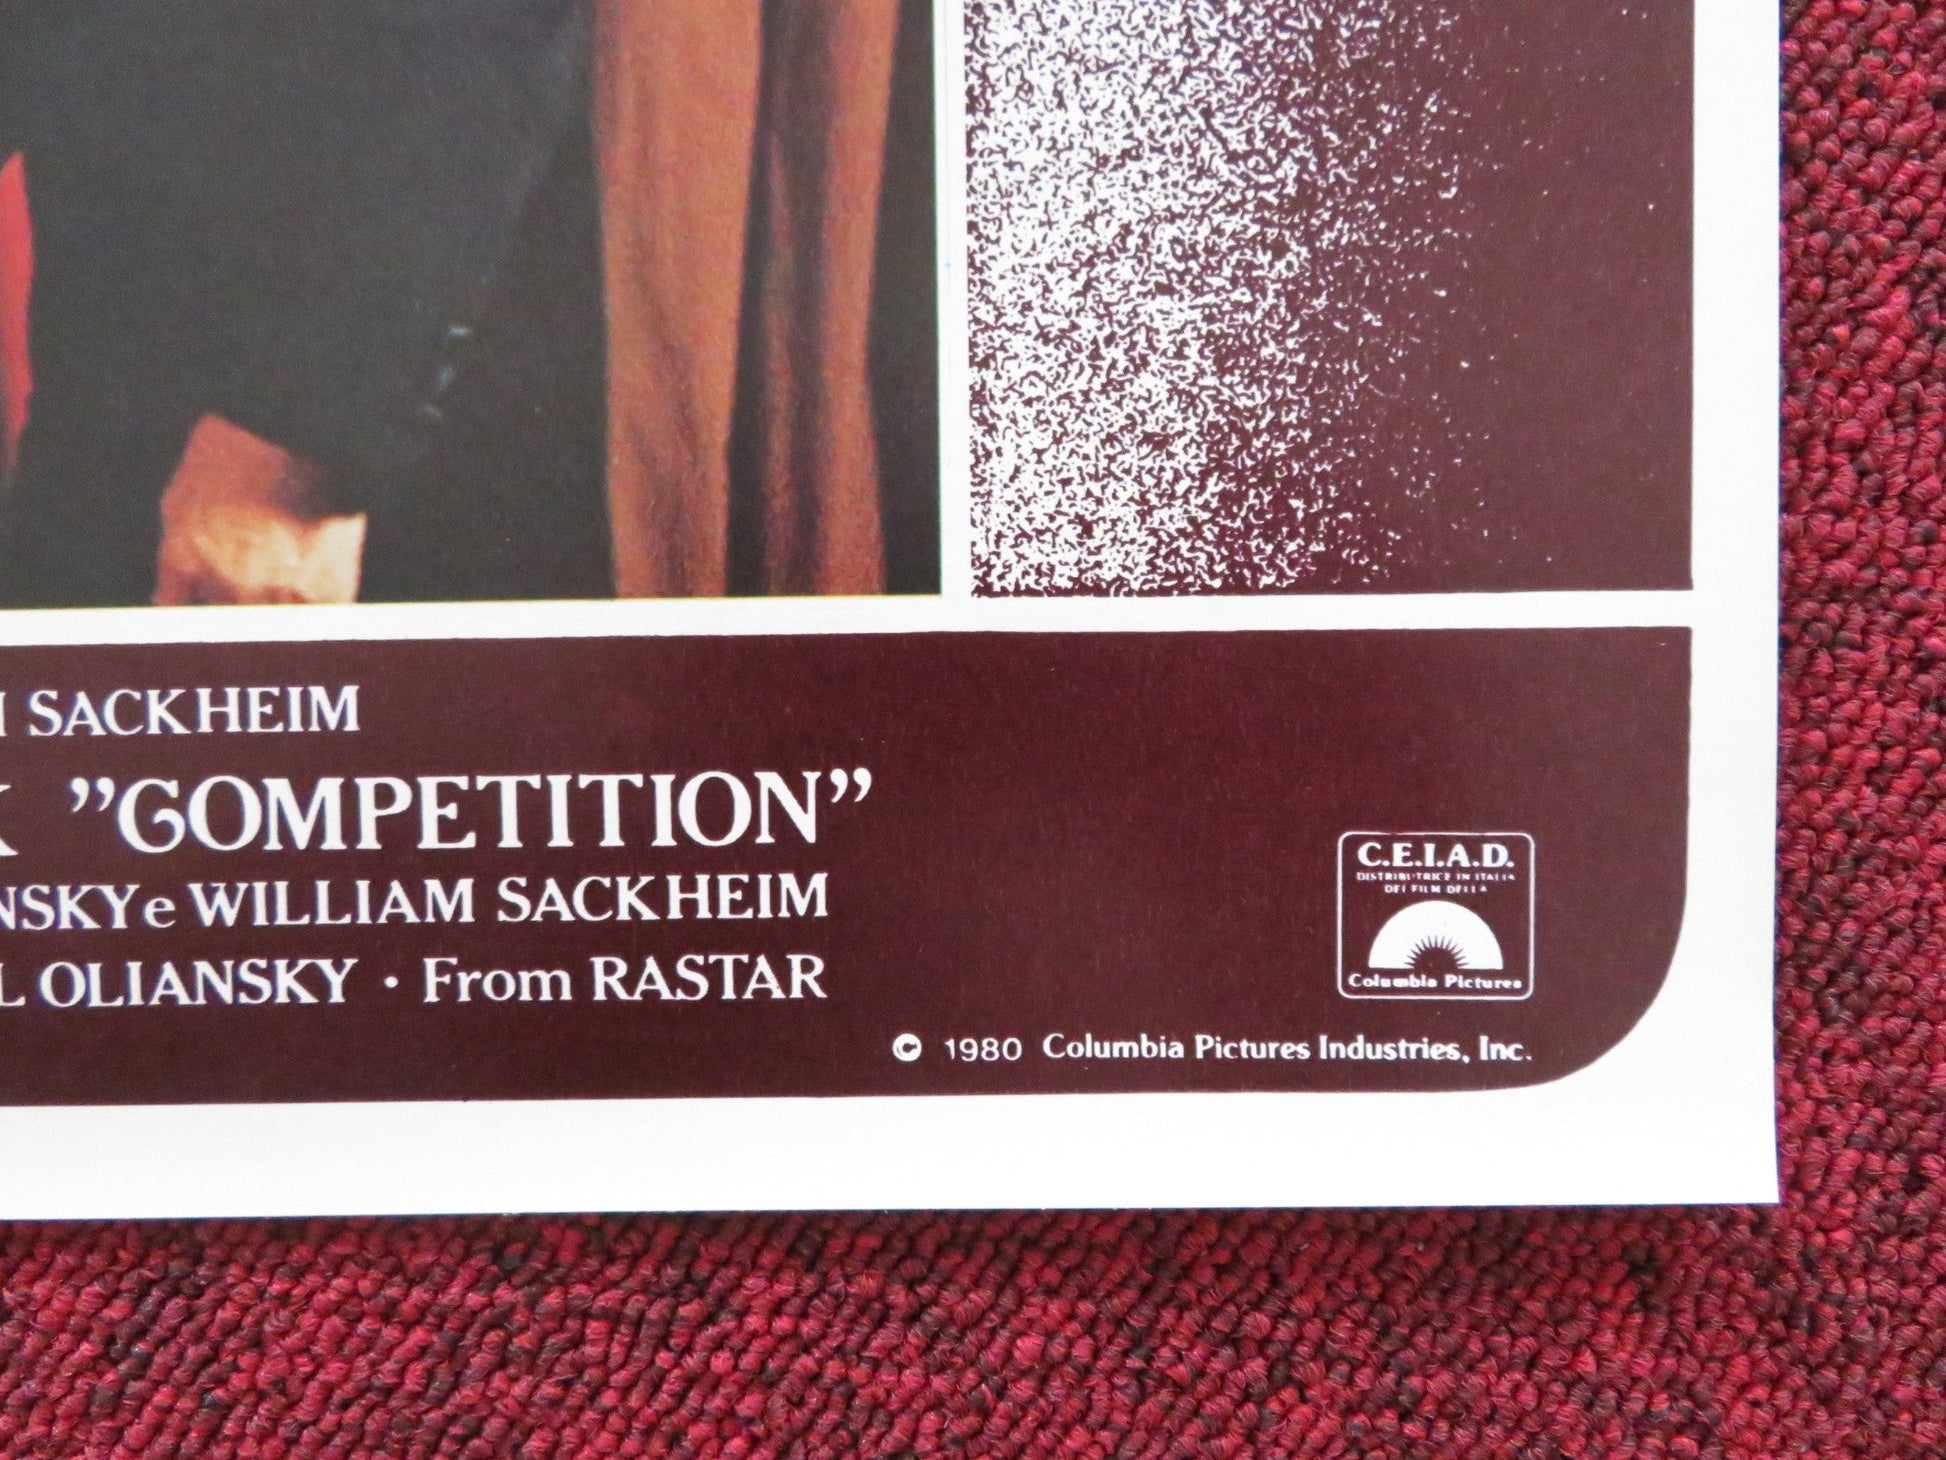 SACKHEIM
"COMPETITION"
NSKY e WILLIAM SACKHEIM
L OLIANSKY · From RASTAR
C.E.I.A.D.
DISTRIBUTRICE IN ITALIA
DEI FILM DELLA
Columbia Pictures
© 1980 Columbia Pictures Industries, Inc.